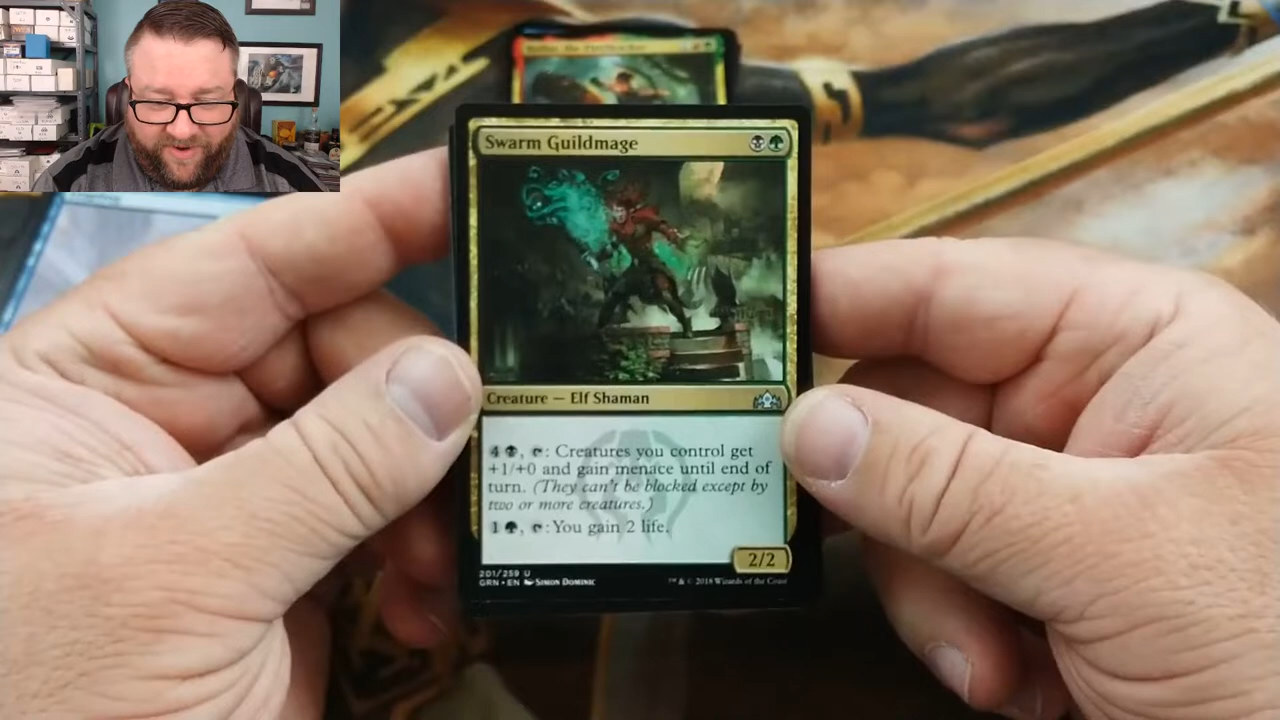 Swarm Guildmage
Creature — Elf Shaman
4, : Creatures you control get
+1/+0 and gain menace until end of
turn. (They can't be blocked except by
two or more creatures.)
1, : You gain 2 life.
2/2
201/259 U
GRN • EN Simon Dominic
™ & © 2018 Wizards of the Coast